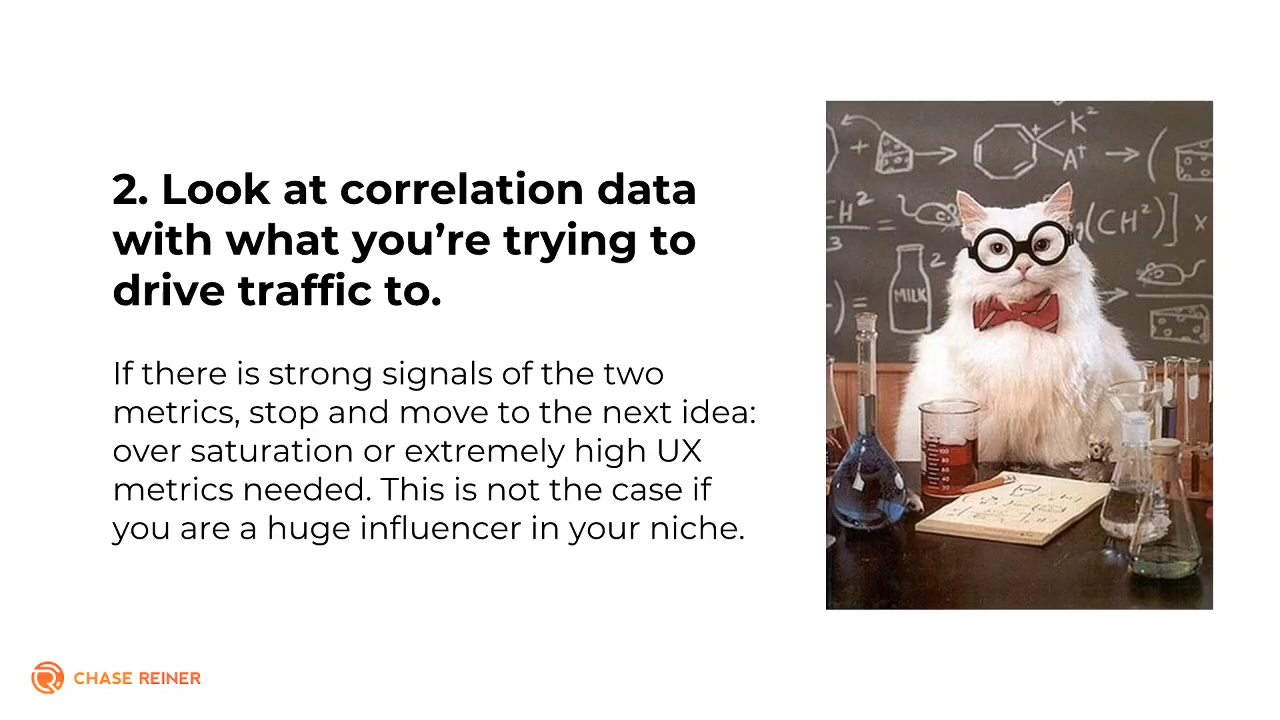 2. Look at correlation data
with what you’re trying to
drive traffic to.
If there is strong signals of the two
metrics, stop and move to the next idea:
over saturation or extremely high UX
metrics needed. This is not the case if
you are a huge influencer in your niche.
K²
A†
MILK
2
CHASE REINER